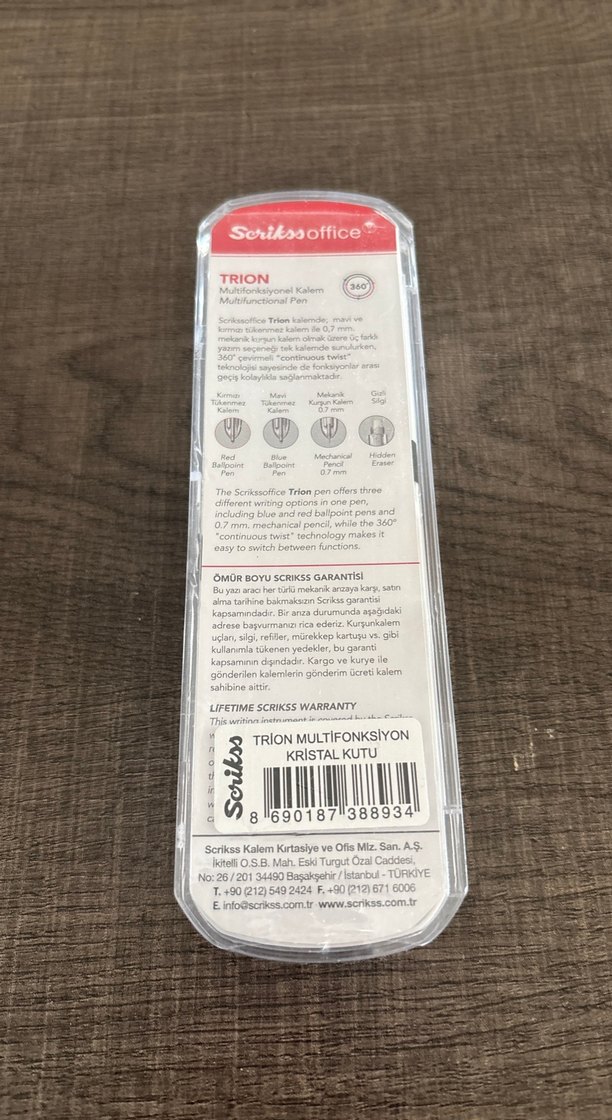 Scrikssoffice
TRION
Multifonksiyonel Kalem
Multifunctional Pen
360°
Scrikssoffice Trion kalemde; mavi ve
kırmızı tükenmez kalem ile 0,7 mm.
mekanik kurşun kalem olmak üzere üç farklı
yazım seçeneği tek kalemde sunulurken,
360° çevirmeli "continuous twist"
teknolojisi sayesinde de fonksiyonlar arası
geçiş kolaylıkla sağlanmaktadır.
Kırmızı Mavi Mekanik Gizli
Tükenmez Tükenmez Kurşun Kalem Silgi
Kalem Kalem 0.7 mm
Red Blue Mechanical Hidden
Ballpoint Ballpoint Pencil Eraser
Pen Pen 0.7 mm
The Scrikssoffice Trion pen offers three
different writing options in one pen,
including blue and red ballpoint pens and
0.7 mm. mechanical pencil, while the 360°
"continuous twist" technology makes it
easy to switch between functions.
ÖMÜR BOYU SCRIKSS GARANTİSİ
Bu yazı aracı her türlü mekanik arızaya karşı, satın
alma tarihine bakmaksızın Scrikss garantisi
kapsamındadır. Bir arıza durumunda aşağıdaki
adrese başvurmanızı rica ederiz. Kurşunkalem
uçları, silgi, refiller, mürekkep kartuşu vs. gibi
kullanımla tükenen yedekler, bu garanti
kapsamının dışındadır. Kargo ve kurye ile
gönderilen kalemlerin gönderim ücreti kalem
sahibine aittir.
LIFETIME SCRIKSS WARRANTY
This writing instrument is covered by the Scrikss
Scrikss
TRİON MULTİFONKSİYON
KRİSTAL KUTU
8 690187 388934
Scrikss Kalem Kırtasiye ve Ofis Mlz. San. A.Ş.
İkitelli O.S.B. Mah. Eski Turgut Özal Caddesi,
No: 26 / 201 34490 Başakşehir / İstanbul - TÜRKİYE
T. +90 (212) 549 2424 F. +90 (212) 671 6006
E. info@scrikss.com.tr www.scrikss.com.tr